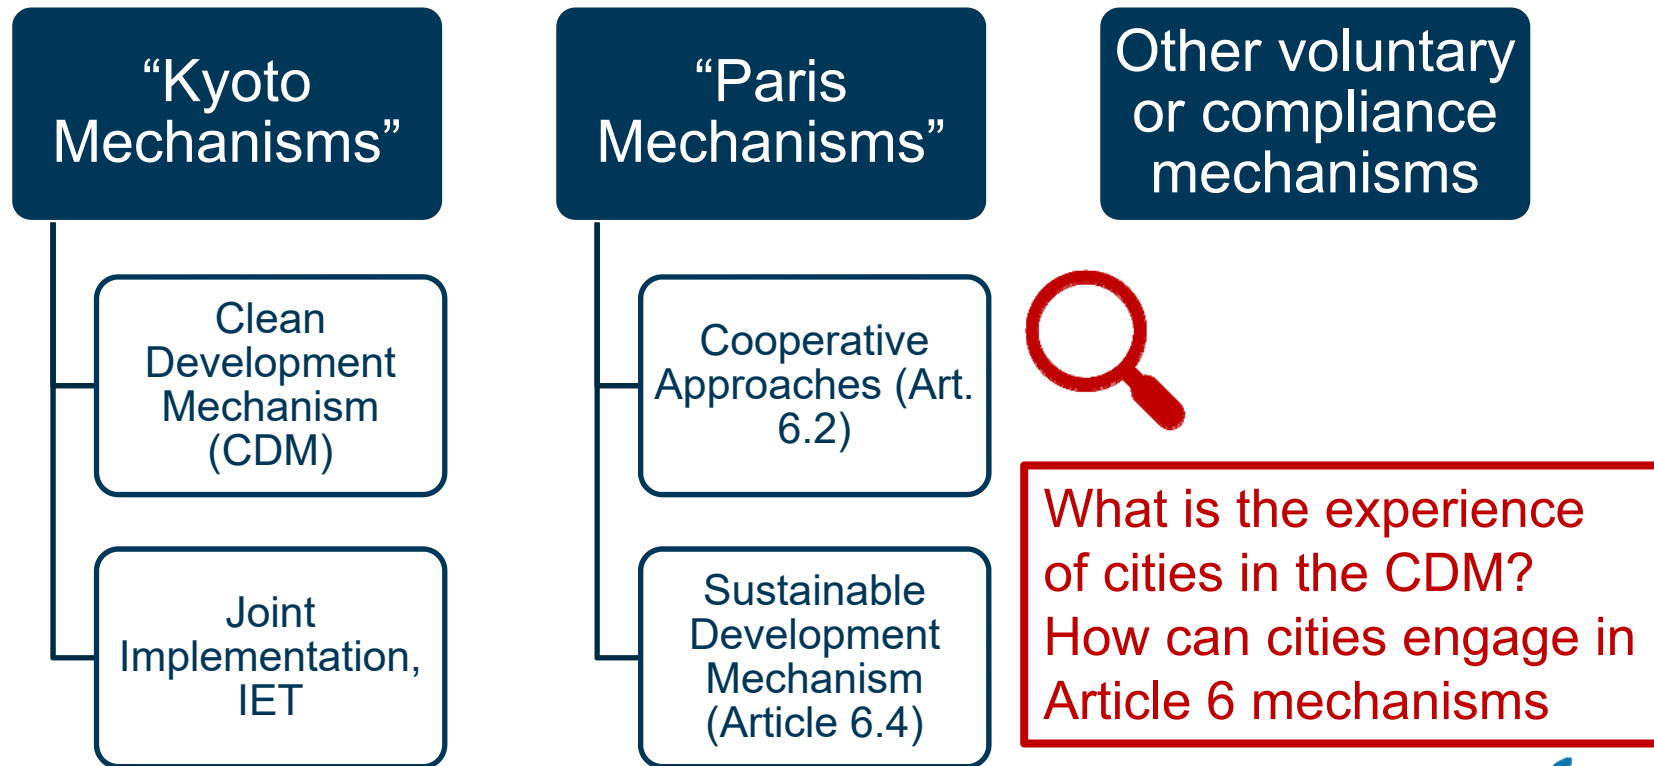 “Kyoto
Mechanisms”
Clean
Development
Mechanism
(CDM)
Joint
Implementation,
IET
“Paris
Mechanisms”
Cooperative
Approaches (Art.
6.2)
Sustainable
Development
Mechanism
(Article 6.4)
Other voluntary
or compliance
mechanisms
What is the experience
of cities in the CDM?
How can cities engage in
Article 6 mechanisms